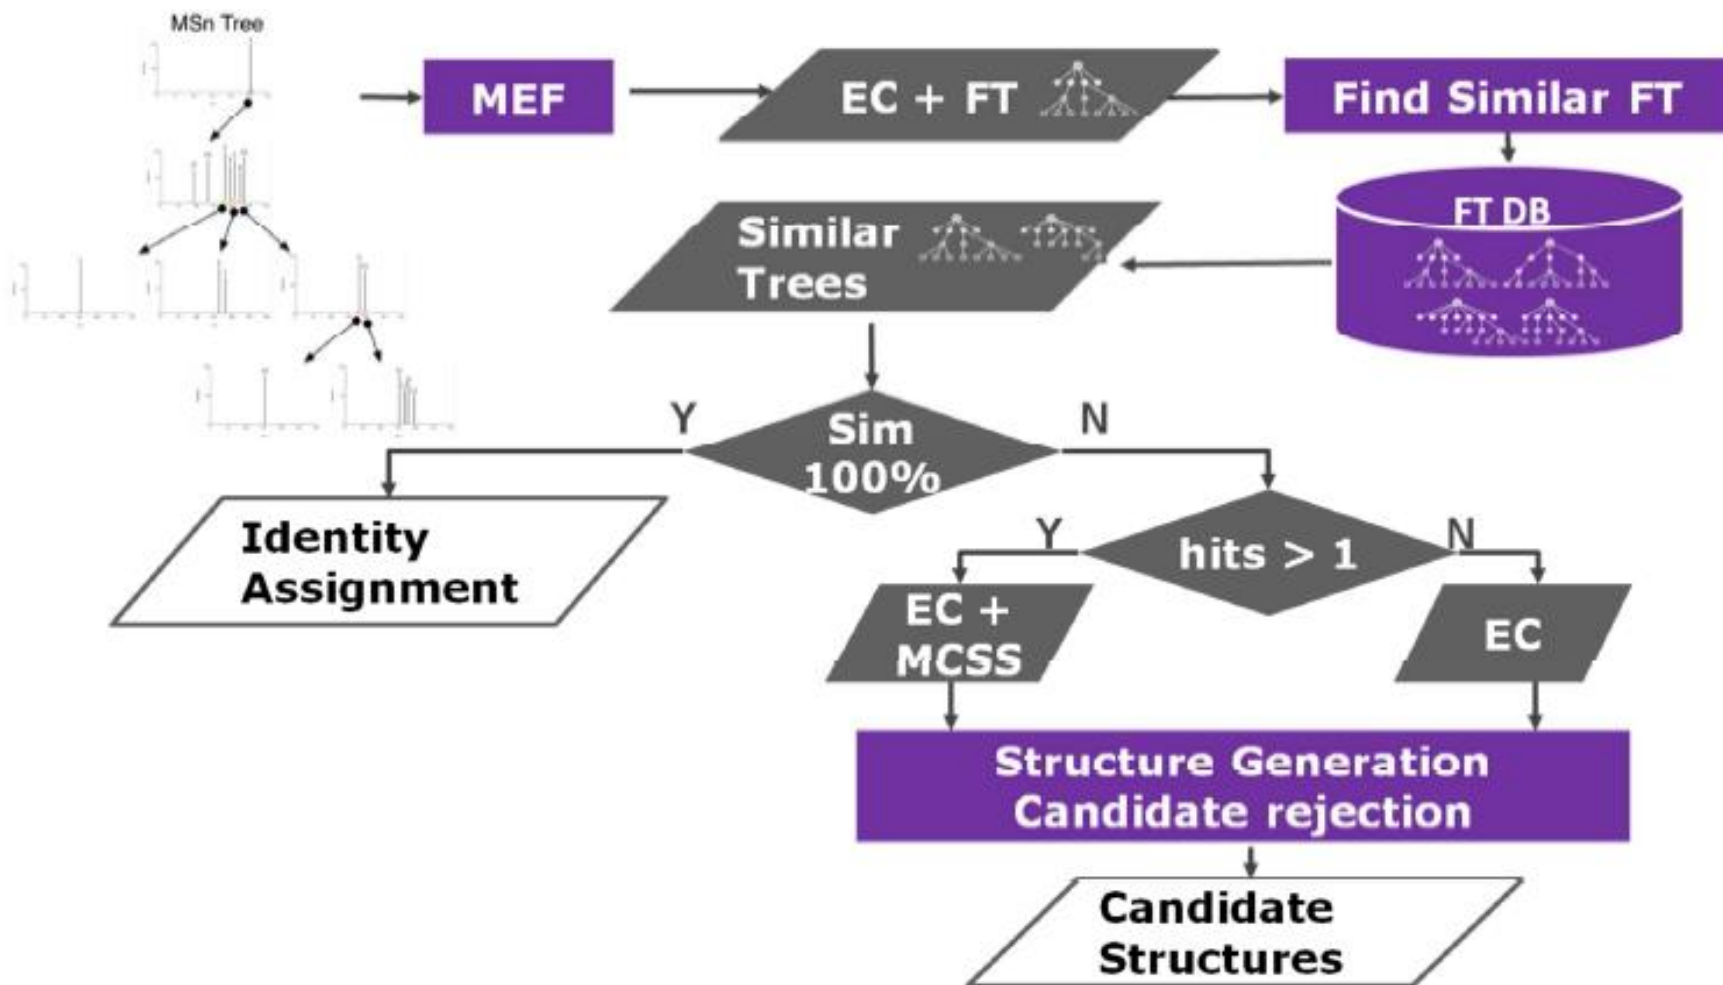 MSn Tree
MEF
EC + FT
Find Similar FT
FT DB
Similar
Trees
Y
N
Sim
100%
Identity
Assignment
Y
N
hits > 1
EC +
MCSS
EC
Structure Generation
Candidate rejection
Candidate
Structures